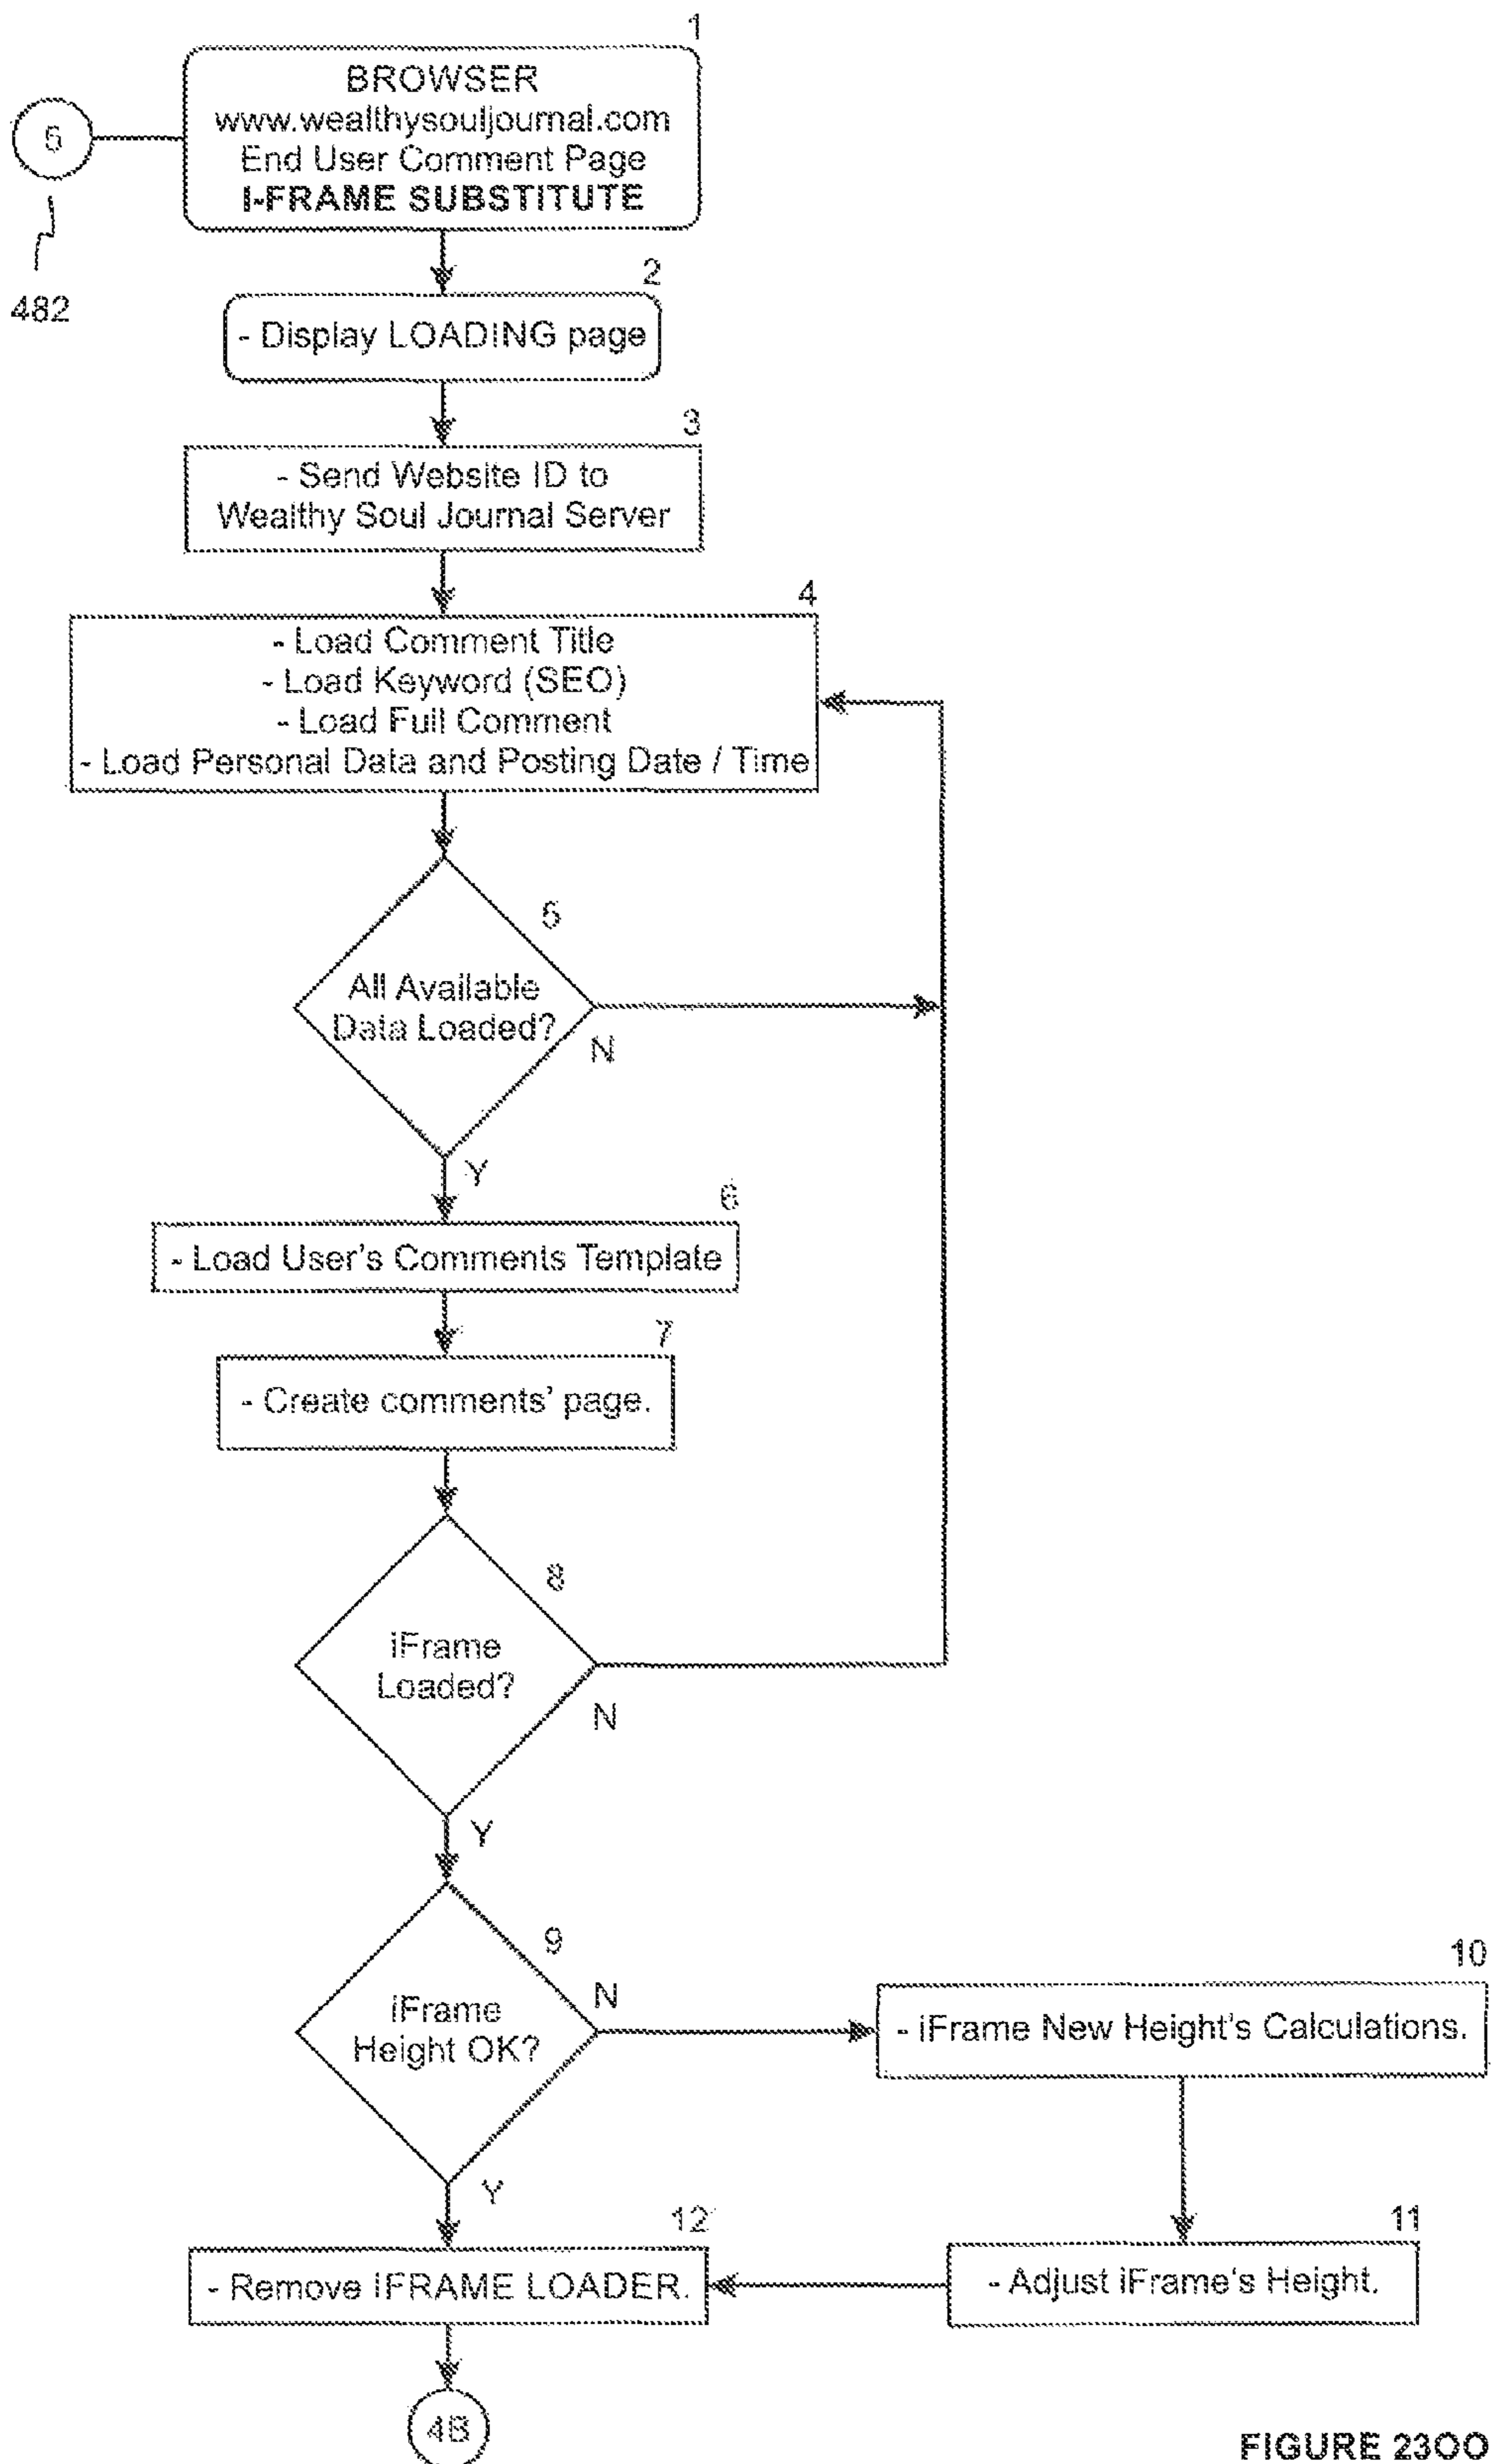 1
BROWSER
www.wealthysouljournal.com
End User Comment Page
I-FRAME SUBSTITUTE
5
482
2
- Display LOADING page
3
- Send Website ID to
Wealthy Soul Journal Server
4
- Load Comment Title
- Load Keyword (SEO)
- Load Full Comment
- Load Personal Data and Posting Date / Time
5
All Available
Data Loaded?
N
Y
6
- Load User's Comments Template
7
- Create comments' page.
8
iFrame
Loaded?
N
Y
9
iFrame
Height OK?
N
10
- iFrame New Height's Calculations.
Y
12
- Remove IFRAME LOADER.
11
- Adjust iFrame's Height.
4B
FIGURE 23OO